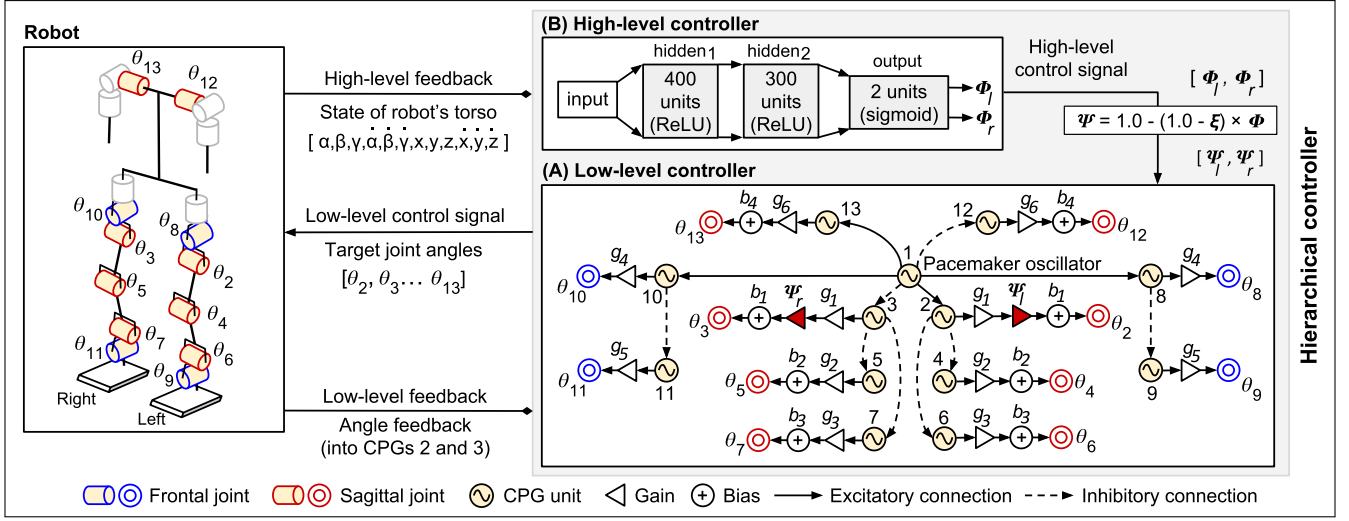 Robot
θ13
θ12
θ10
θ8
θ3
θ2
θ5
θ4
θ7
θ11
θ6
θ9
Right
Left
High-level feedback
State of robot's torso
[ α,β,γ,α̇,β̇,γ̇,x,y,z,ẋ,ẏ,ż ]
Low-level control signal
Target joint angles
[θ2, θ3... θ13]
Low-level feedback
Angle feedback
(into CPGs 2 and 3)
(B) High-level controller
input
hidden1
400
units
(ReLU)
hidden2
300
units
(ReLU)
output
2 units
(sigmoid)
Φl
Φr
High-level
control signal
[ Φl , Φr ]
Ψ = 1.0 - (1.0 - ξ) × Φ
[ Ψl , Ψr ]
(A) Low-level controller
θ13 b4 g6 13
12 g6 b4 θ12
1
Pacemaker oscillator
θ10 g4 10
8 g4 θ8
θ3 b1 Ψr g1 3
2 g1 Ψl b1 θ2
θ11 g5 11
θ5 b2 g2 5
4 g2 b2 θ4
9 g5 θ9
θ7 b3 g3 7
6 g3 b3 θ6
Hierarchical controller
Frontal joint
Sagittal joint
CPG unit
Gain
Bias
Excitatory connection
Inhibitory connection